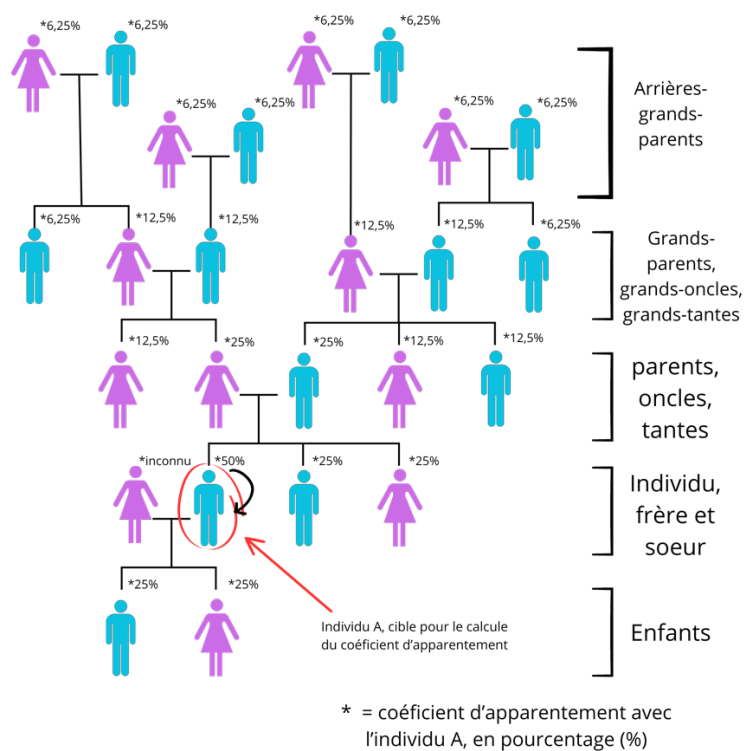 *6,25%
*6,25%
*6,25%
*6,25%
*6,25%
*6,25%
*6,25%
*6,25%
Arrières-
grands-
parents
*6,25%
*12,5%
*12,5%
*12,5%
*12,5%
*6,25%
Grands-
parents,
grands-oncles,
grands-tantes
*12,5%
*25%
*25%
*12,5%
*12,5%
parents,
oncles,
tantes
*inconnu
*50%
*25%
*25%
Individu,
frère et
soeur
*25%
*25%
Individu A, cible pour le calcule
du coéficient d’apparentement
Enfants
* = coéficient d’apparentement avec
l’individu A, en pourcentage (%)